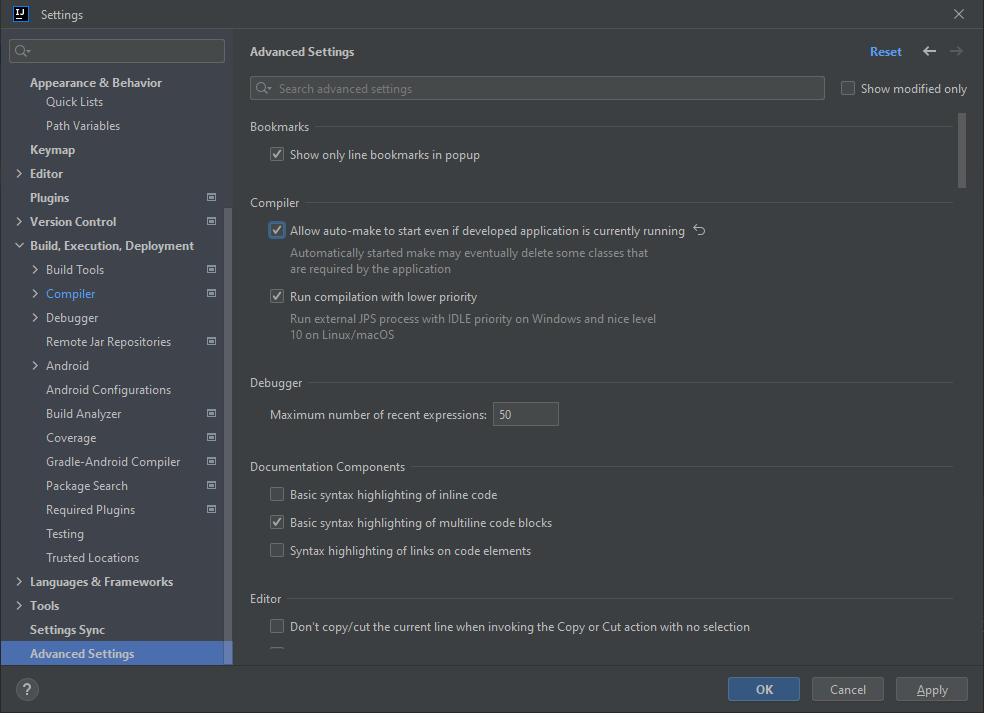 IJ
Settings
Appearance & Behavior
Quick Lists
Path Variables
Keymap
Editor
Plugins
Version Control
Build, Execution, Deployment
Build Tools
Compiler
Debugger
Remote Jar Repositories
Android
Android Configurations
Build Analyzer
Coverage
Gradle-Android Compiler
Package Search
Required Plugins
Testing
Trusted Locations
Languages & Frameworks
Tools
Settings Sync
Advanced Settings
Advanced Settings
Reset
Search advanced settings
Show modified only
Bookmarks
Show only line bookmarks in popup
Compiler
Allow auto-make to start even if developed application is currently running
Automatically started make may eventually delete some classes that
are required by the application
Run compilation with lower priority
Run external JPS process with IDLE priority on Windows and nice level
10 on Linux/macOS
Debugger
Maximum number of recent expressions: 50
Documentation Components
Basic syntax highlighting of inline code
Basic syntax highlighting of multiline code blocks
Syntax highlighting of links on code elements
Editor
Don't copy/cut the current line when invoking the Copy or Cut action with no selection
?
OK
Cancel
Apply